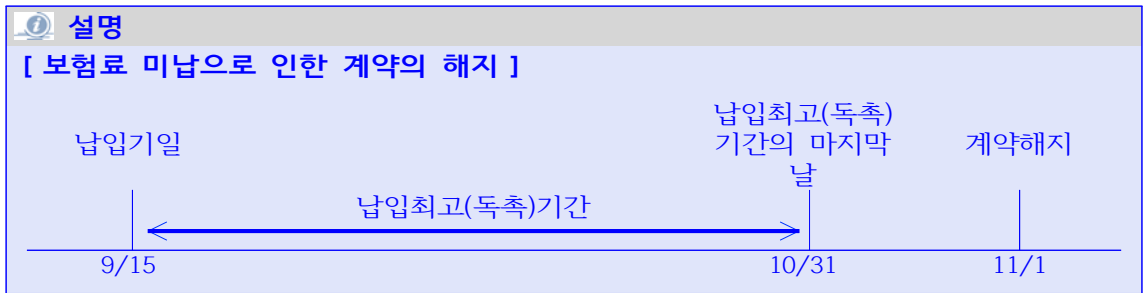 설명
[ 보험료 미납으로 인한 계약의 해지 ]
납입기일
납입최고(독촉)
기간의 마지막
날
계약해지
납입최고(독촉)기간
9/15
10/31
11/1